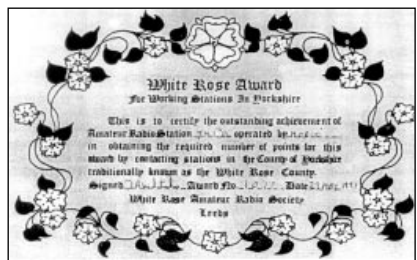 White Rose Award
For Working Stations In Yorkshire
This is to certify the outstanding achievement of
Amateur Radio Station operated by
in obtaining the required number of points for this
award by contacting stations in the County of Yorkshire
traditionally known as the White Rose County.
Signed Award No. Date
White Rose Amateur Radio Society
Leeds